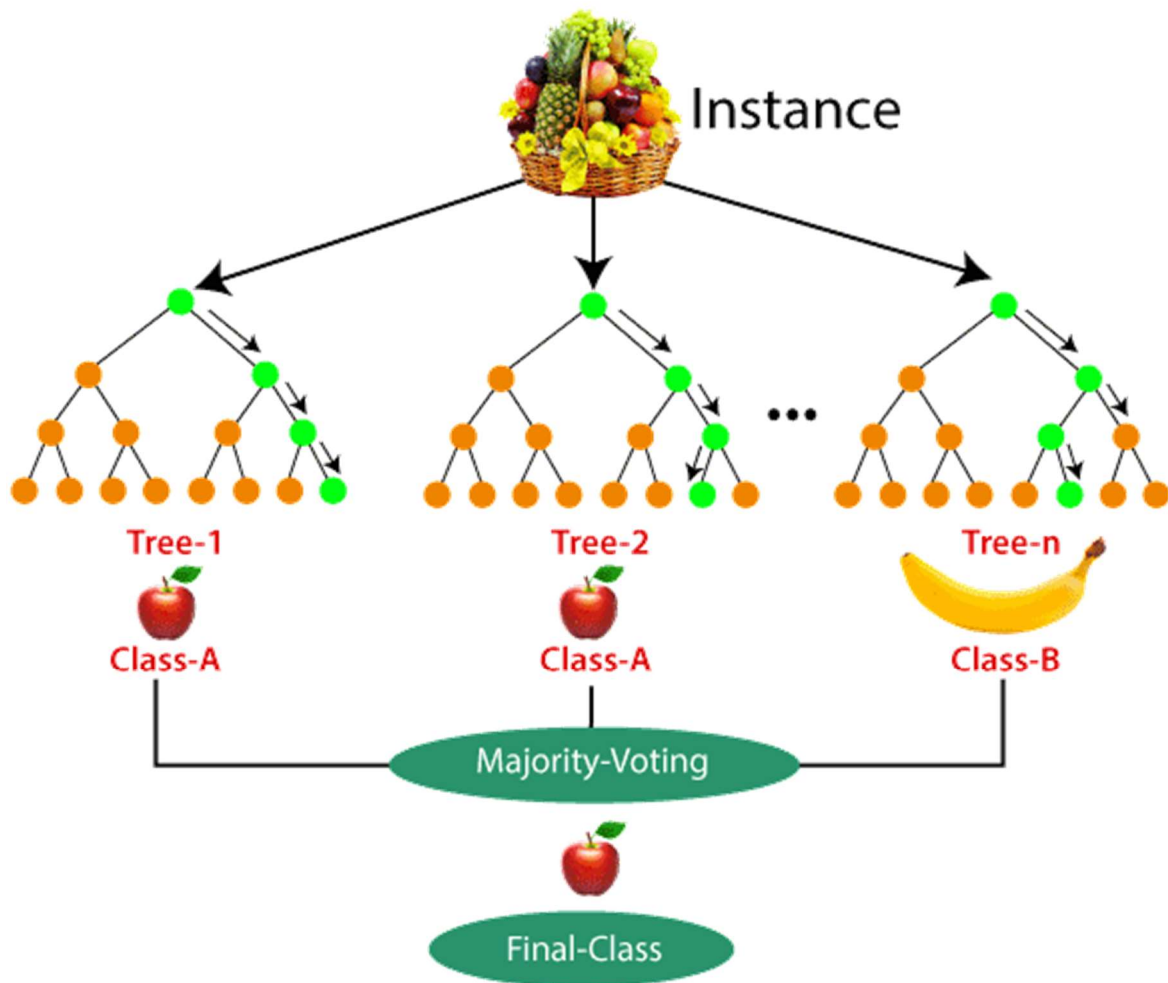 Instance
Tree-1
Tree-2
Tree-n
Class-A
Class-A
Class-B
Majority-Voting
Final-Class